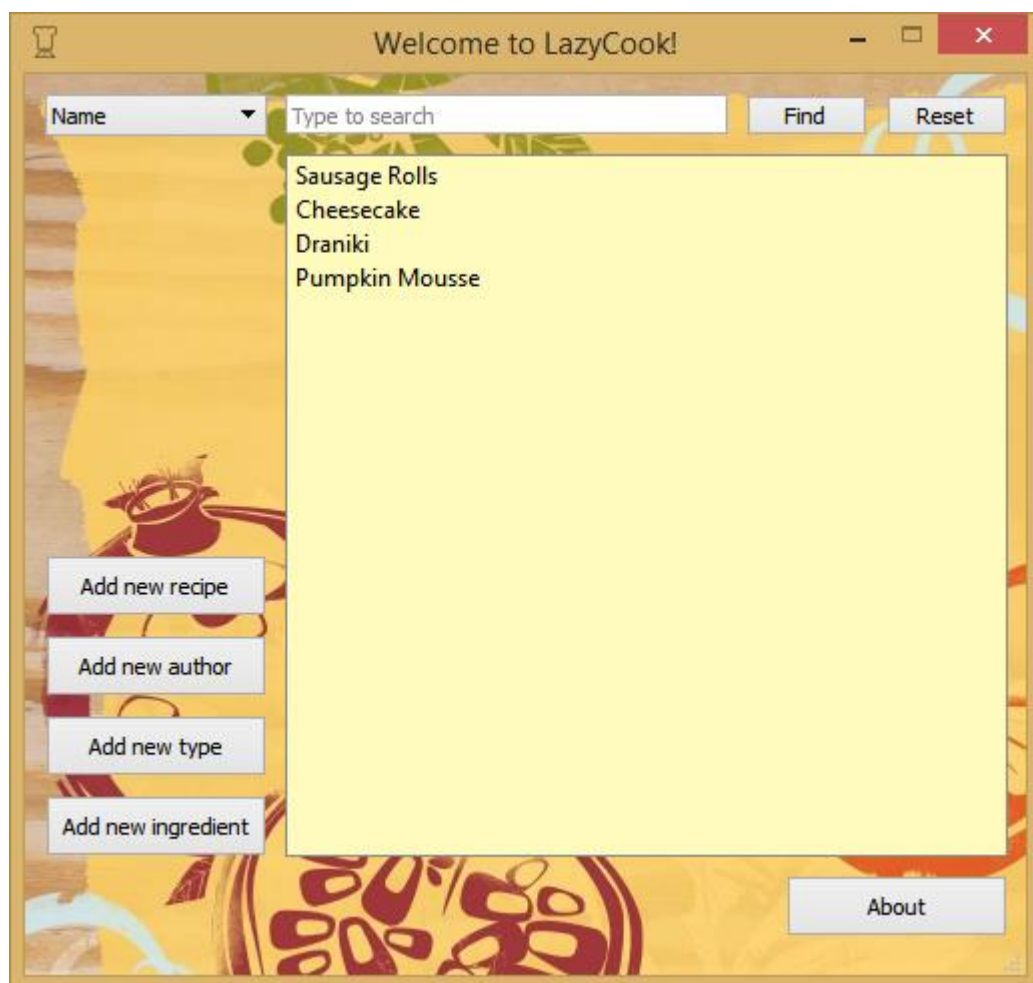 Welcome to LazyCook!
Name
Type to search
Find
Reset
Sausage Rolls
Cheesecake
Draniki
Pumpkin Mousse
Add new recipe
Add new author
Add new type
Add new ingredient
About